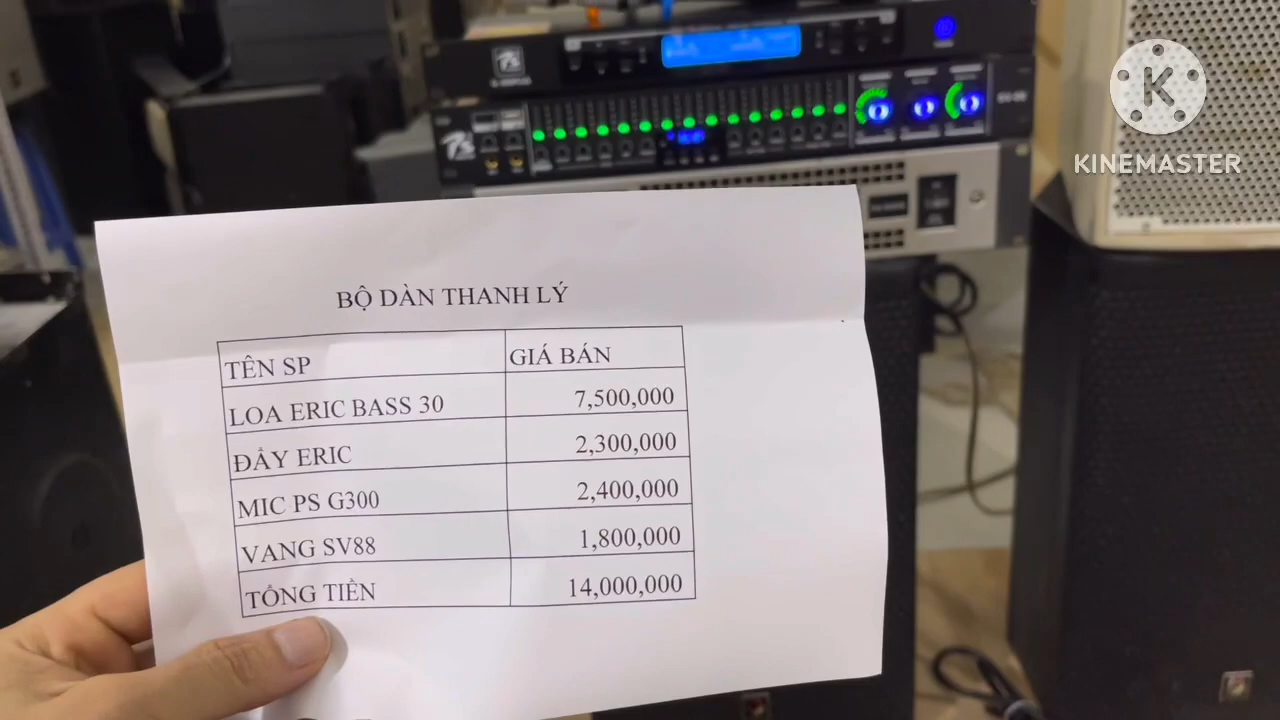 K
KINEMASTER
BỘ DÀN THANH LÝ
TÊN SP GIÁ BÁN
LOA ERIC BASS 30 7,500,000
ĐẨY ERIC 2,300,000
MIC PS G300 2,400,000
VANG SV88 1,800,000
TỔNG TIỀN 14,000,000